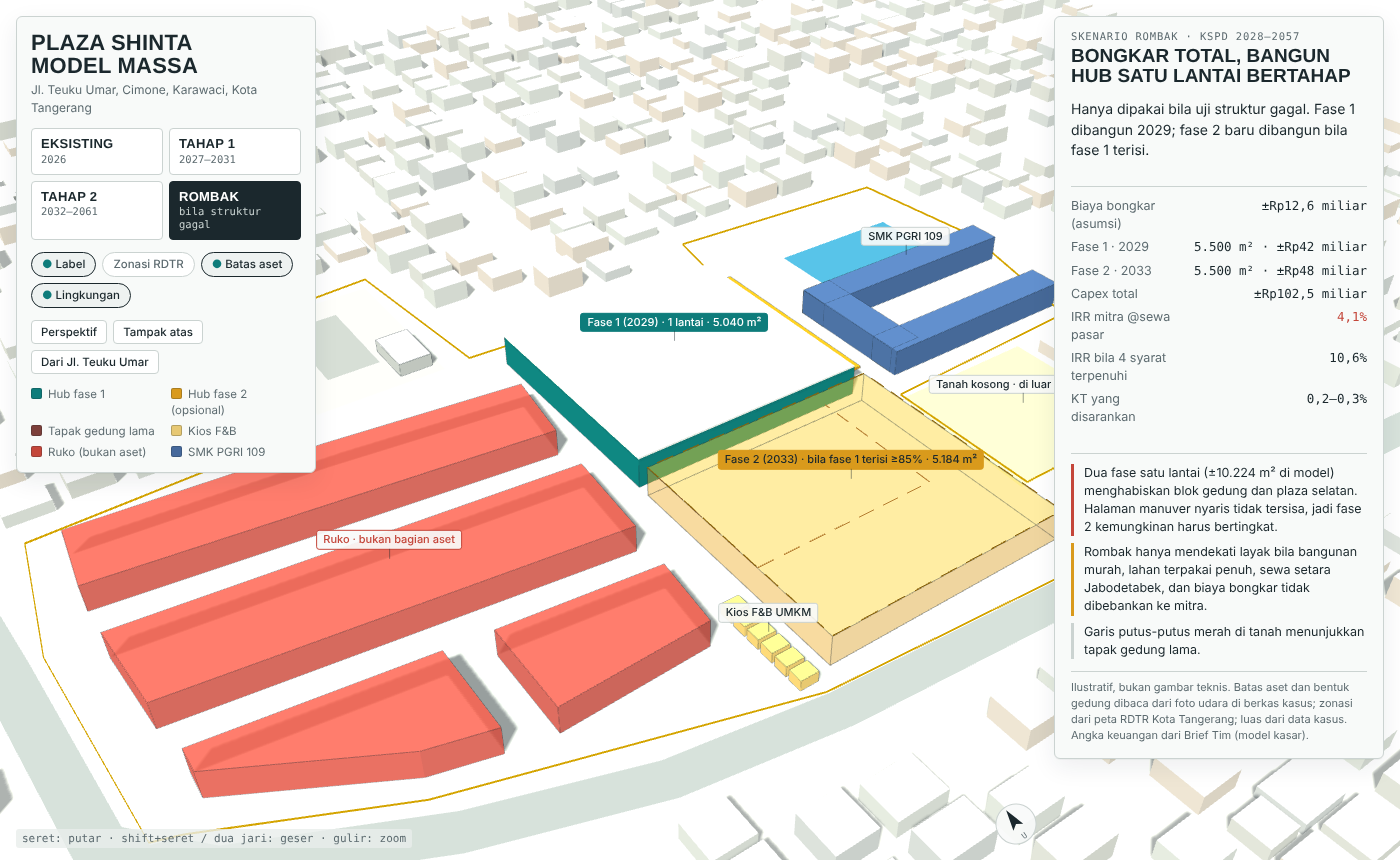 PLAZA SHINTA
MODEL MASSA
Jl. Teuku Umar, Cimone, Karawaci, Kota
Tangerang
EKSISTING
2026
TAHAP 1
2027–2031
TAHAP 2
2032–2061
ROMBAK
bila struktur
gagal
Label
Zonasi RDTR
Batas aset
Lingkungan
Perspektif
Tampak atas
Dari Jl. Teuku Umar
Hub fase 1
Hub fase 2
(opsional)
Tapak gedung lama
Kios F&B
Ruko (bukan aset)
SMK PGRI 109
SMK PGRI 109
Fase 1 (2029) · 1 lantai · 5.040 m²
Tanah kosong · di luar
Fase 2 (2033) · bila fase 1 terisi ≥85% · 5.184 m²
Ruko · bukan bagian aset
Kios F&B UMKM
seret: putar · shift+seret / dua jari: geser · gulir: zoom
U
SKENARIO ROMBAK · KSPD 2028–2057
BONGKAR TOTAL, BANGUN
HUB SATU LANTAI BERTAHAP
Hanya dipakai bila uji struktur gagal. Fase 1
dibangun 2029; fase 2 baru dibangun bila
fase 1 terisi.
Biaya bongkar
(asumsi)
±Rp12,6 miliar
Fase 1 · 2029
5.500 m² · ±Rp42 miliar
Fase 2 · 2033
5.500 m² · ±Rp48 miliar
Capex total
±Rp102,5 miliar
IRR mitra @sewa
pasar
4,1%
IRR bila 4 syarat
terpenuhi
10,6%
KT yang
disarankan
0,2–0,3%
Dua fase satu lantai (±10.224 m² di model)
menghabiskan blok gedung dan plaza selatan.
Halaman manuver nyaris tidak tersisa, jadi fase
2 kemungkinan harus bertingkat.
Rombak hanya mendekati layak bila bangunan
murah, lahan terpakai penuh, sewa setara
Jabodetabek, dan biaya bongkar tidak
dibebankan ke mitra.
Garis putus-putus merah di tanah menunjukkan
tapak gedung lama.
Ilustratif, bukan gambar teknis. Batas aset dan bentuk
gedung dibaca dari foto udara di berkas kasus; zonasi
dari peta RDTR Kota Tangerang; luas dari data kasus.
Angka keuangan dari Brief Tim (model kasar).